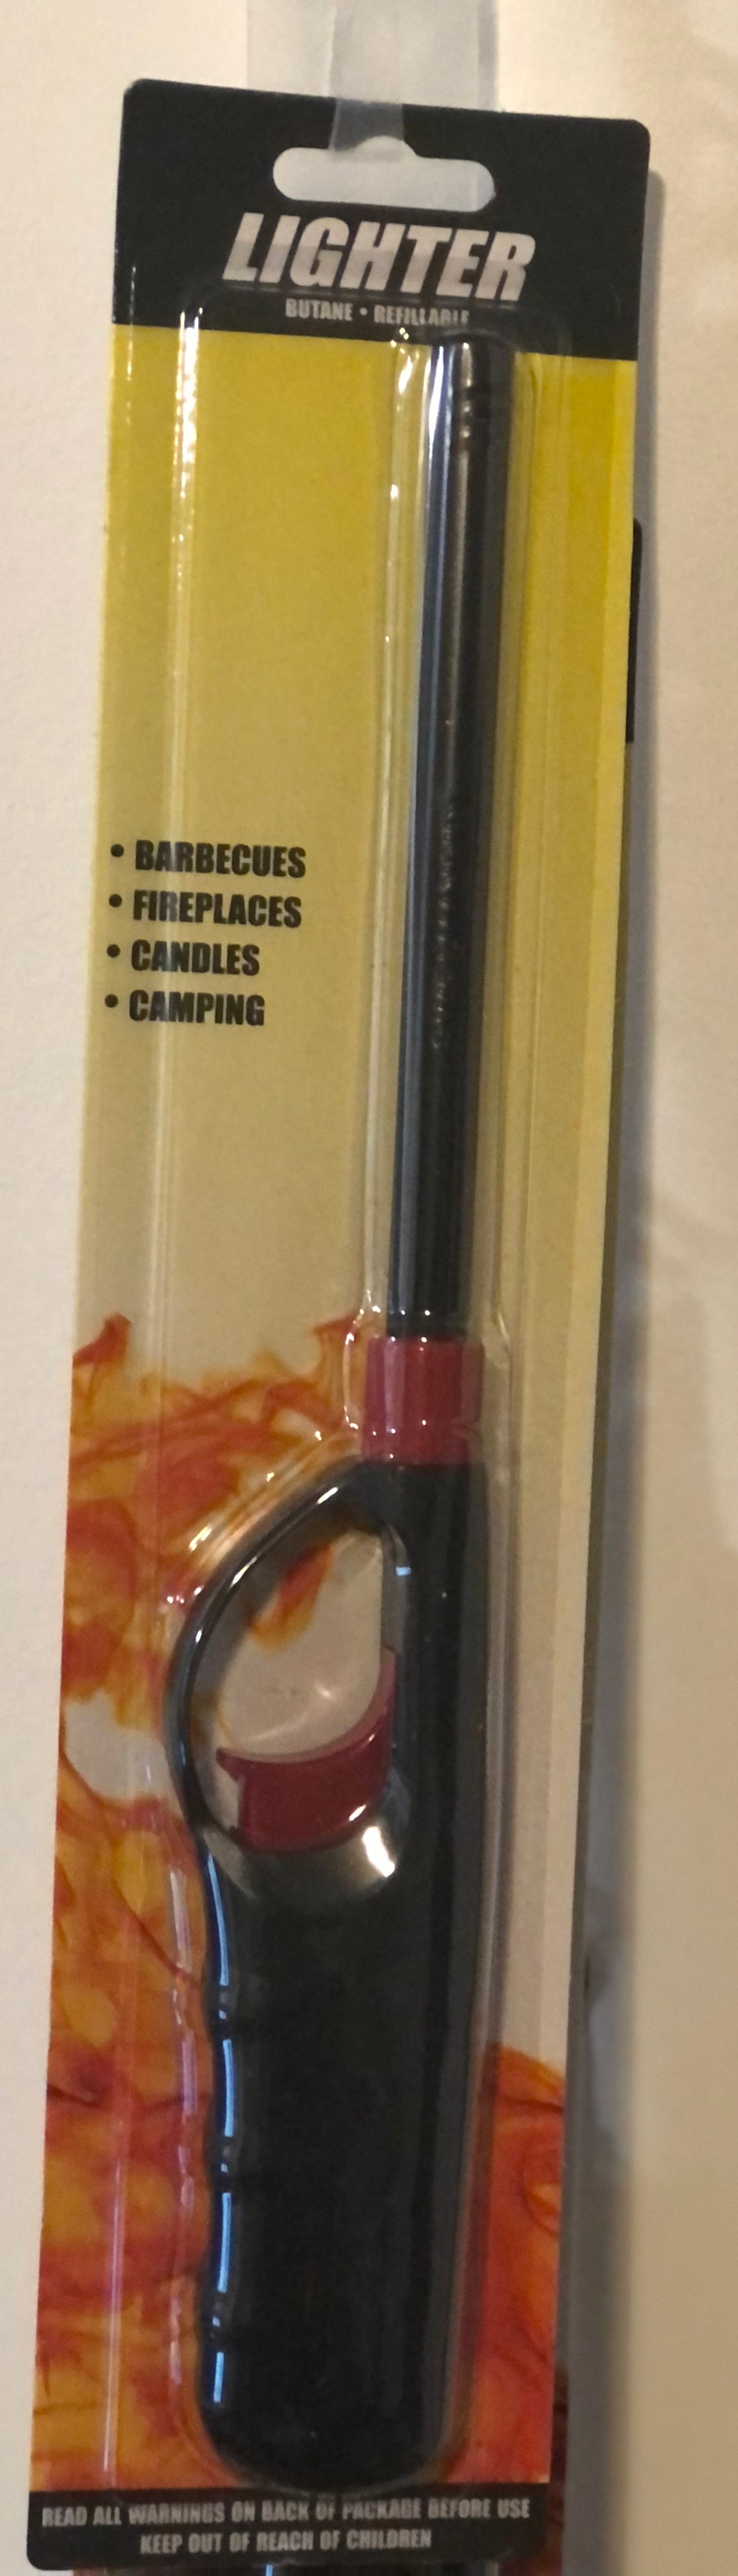 LIGHTER
BUTANE • REFILLABLE
• BARBECUES
• FIREPLACES
• CANDLES
• CAMPING
READ ALL WARNINGS ON BACK OF PACKAGE BEFORE USE
KEEP OUT OF REACH OF CHILDREN